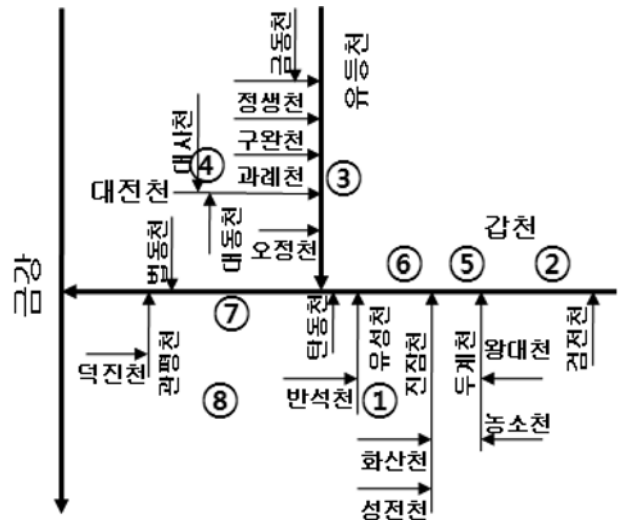 금동천
유등천
정생천
대사천
구완천
④
과례천
③
대전천
대동천
오정천
갑천
법동천
⑥
⑤
②
금강
⑦
탄동천
유성천
진잠천
두계천
왕대천
검전천
덕진천
관평천
⑧
반석천
①
농소천
화산천
성전천